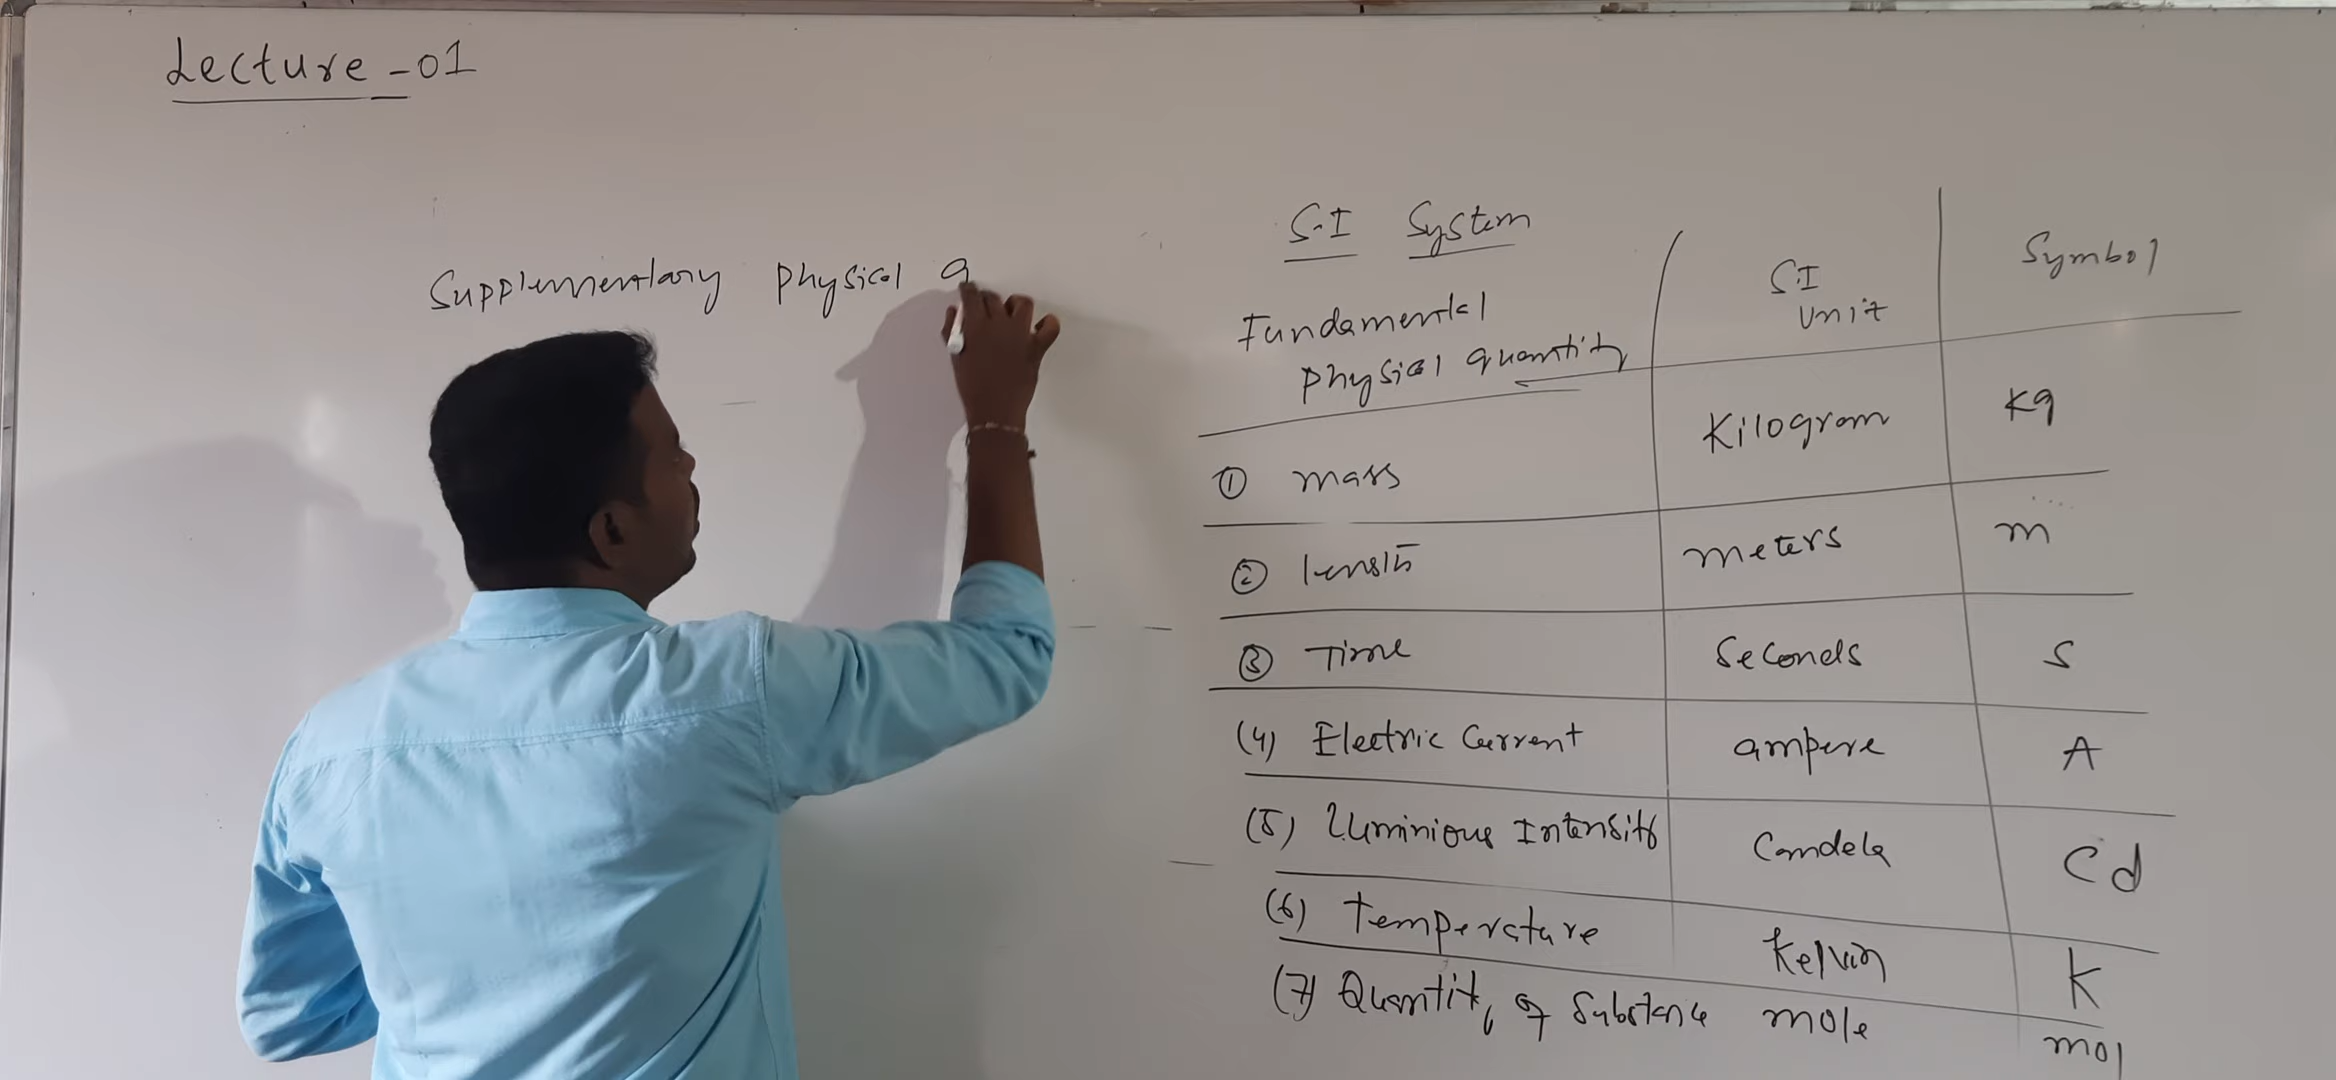 Lecture - 01
Supplementary physical q
S.I System
Fundamental physical quantity SI Unit Symbol
① mass Kilogram Kg
② length meters m
③ Time Seconds S
(4) Electric Current ampere A
(5) Luminious Intensity Candela Cd
(6) Temperature Kelvin K
(7) Quantity of Substance mole mol